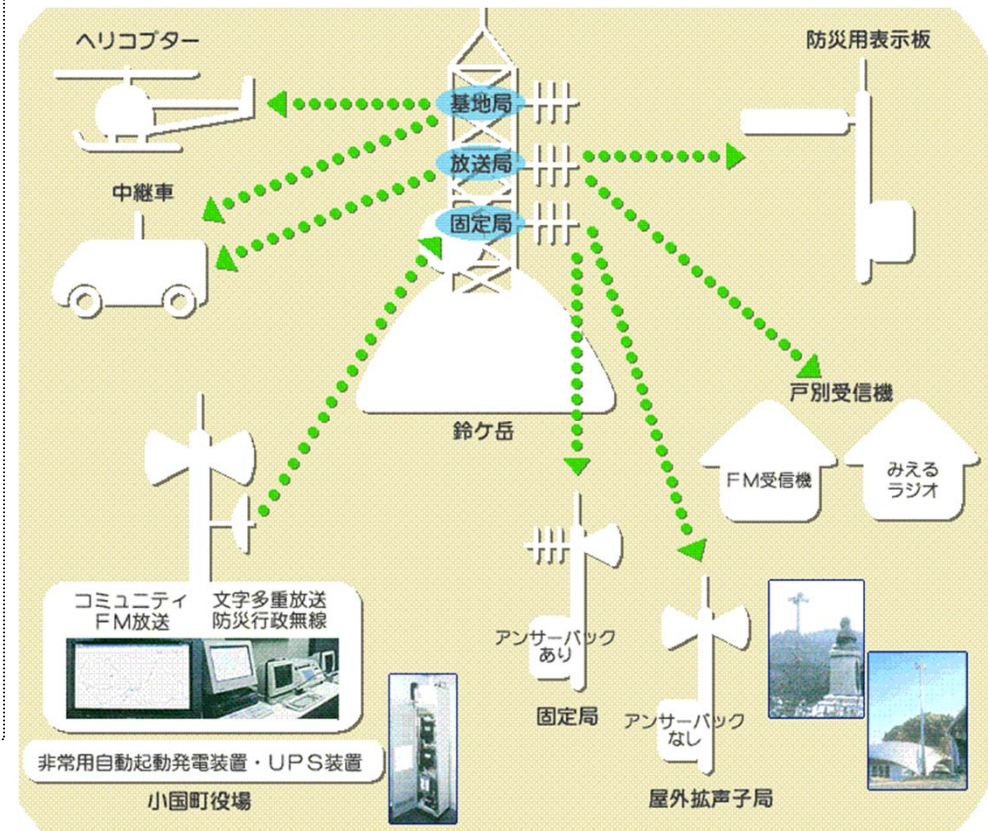 ヘリコプター
防災用表示板
基地局
放送局
固定局
中継車
鈴ケ岳
戸別受信機
FM受信機
みえる
ラジオ
コミュニティ
FM放送
文字多重放送
防災行政無線
アンサーバック
あり
固定局
アンサーバック
なし
屋外拡声子局
非常用自動起動発電装置・UPS装置
小国町役場